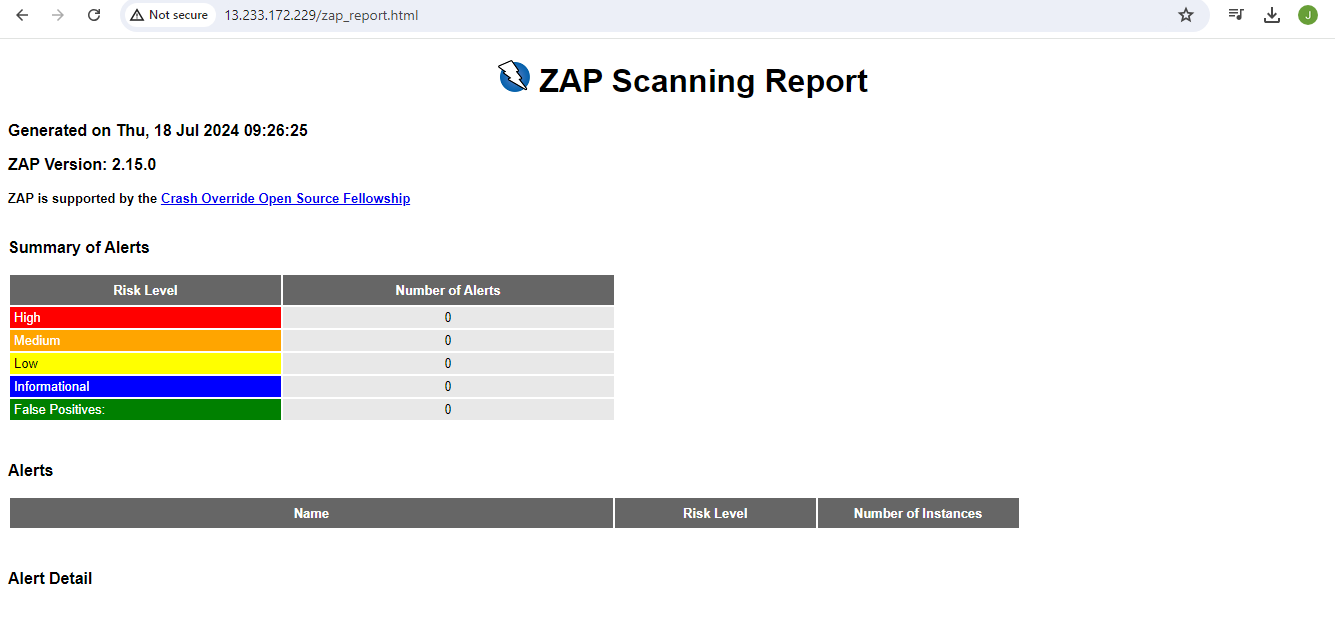 Not secure 13.233.172.229/zap_report.html J
ZAP Scanning Report
Generated on Thu, 18 Jul 2024 09:26:25
ZAP Version: 2.15.0
ZAP is supported by the Crash Override Open Source Fellowship
Summary of Alerts
Risk Level Number of Alerts
High 0
Medium 0
Low 0
Informational 0
False Positives: 0
Alerts
Name Risk Level Number of Instances
Alert Detail